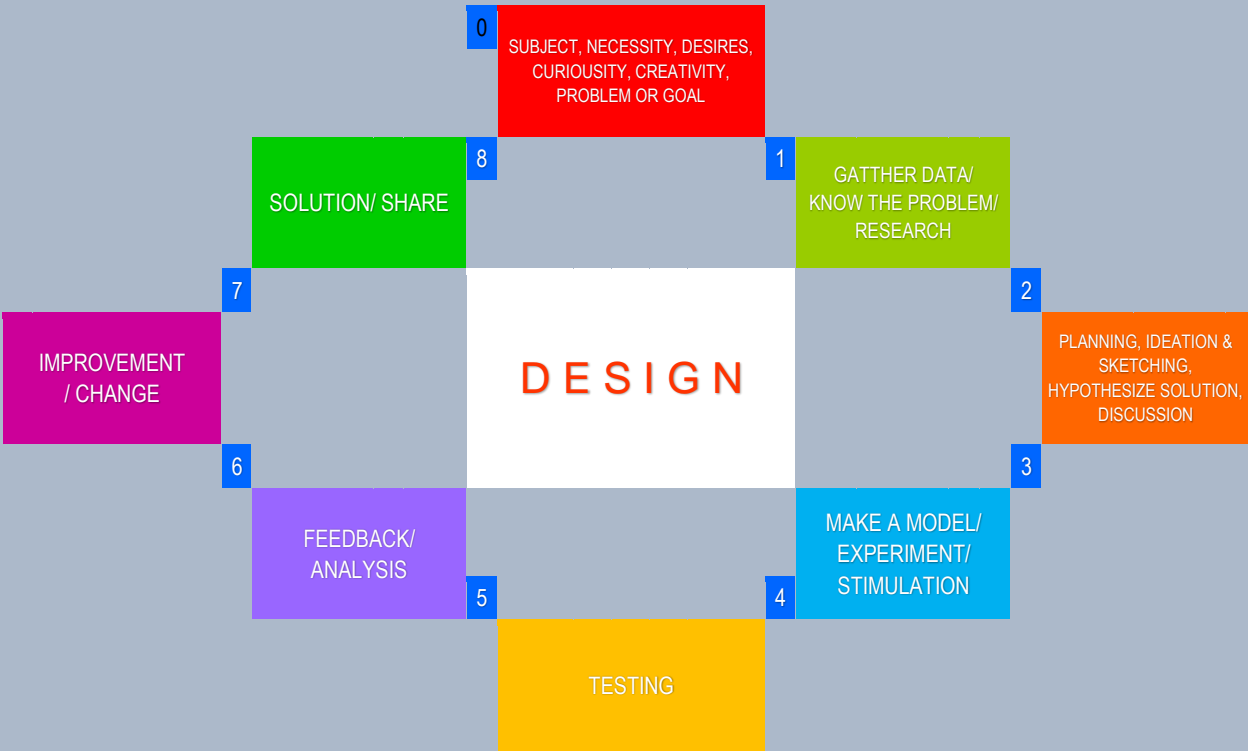 0
SUBJECT, NECESSITY, DESIRES,
CURIOUSITY, CREATIVITY,
PROBLEM OR GOAL
1
GATTHER DATA/
KNOW THE PROBLEM/
RESEARCH
2
PLANNING, IDEATION &
SKETCHING,
HYPOTHESIZE SOLUTION,
DISCUSSION
3
MAKE A MODEL/
EXPERIMENT/
STIMULATION
4
TESTING
5
FEEDBACK/
ANALYSIS
6
IMPROVEMENT
/ CHANGE
7
SOLUTION/ SHARE
8
DESIGN